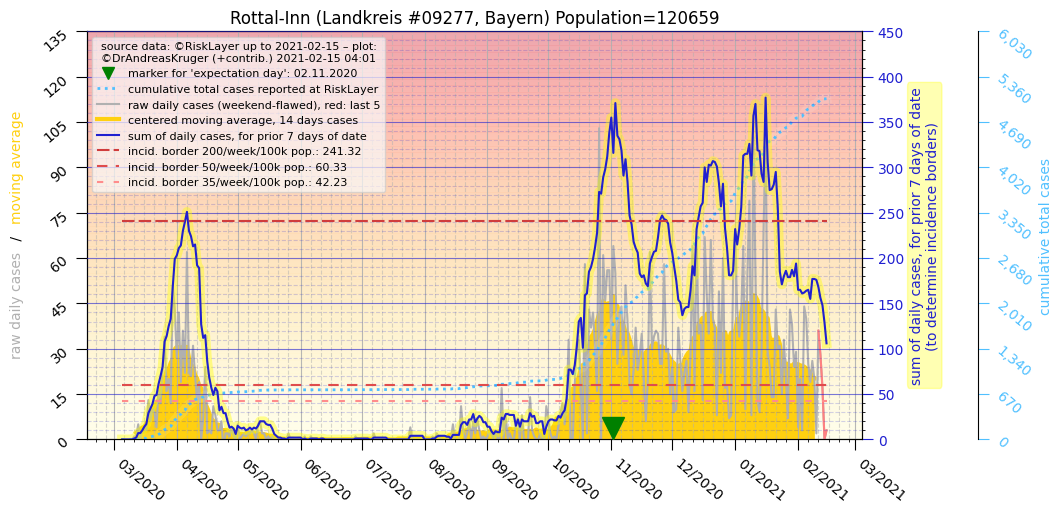 Rottal-Inn (Landkreis #09277, Bayern) Population=120659
source data: ©RiskLayer up to 2021-02-15 – plot:
©DrAndreasKruger (+contrib.) 2021-02-15 04:01
marker for 'expectation day': 02.11.2020
cumulative total cases reported at RiskLayer
raw daily cases (weekend-flawed), red: last 5
centered moving average, 14 days cases
sum of daily cases, for prior 7 days of date
incid. border 200/week/100k pop.: 241.32
incid. border 50/week/100k pop.: 60.33
incid. border 35/week/100k pop.: 42.23
raw daily cases / moving average
135
120
105
90
75
60
45
30
15
0
03/2020
04/2020
05/2020
06/2020
07/2020
08/2020
09/2020
10/2020
11/2020
12/2020
01/2021
02/2021
03/2021
450
400
350
300
250
200
150
100
50
0
sum of daily cases, for prior 7 days of date
(to determine incidence borders)
6,030
5,360
4,690
4,020
3,350
2,680
2,010
1,340
670
0
cumulative total cases